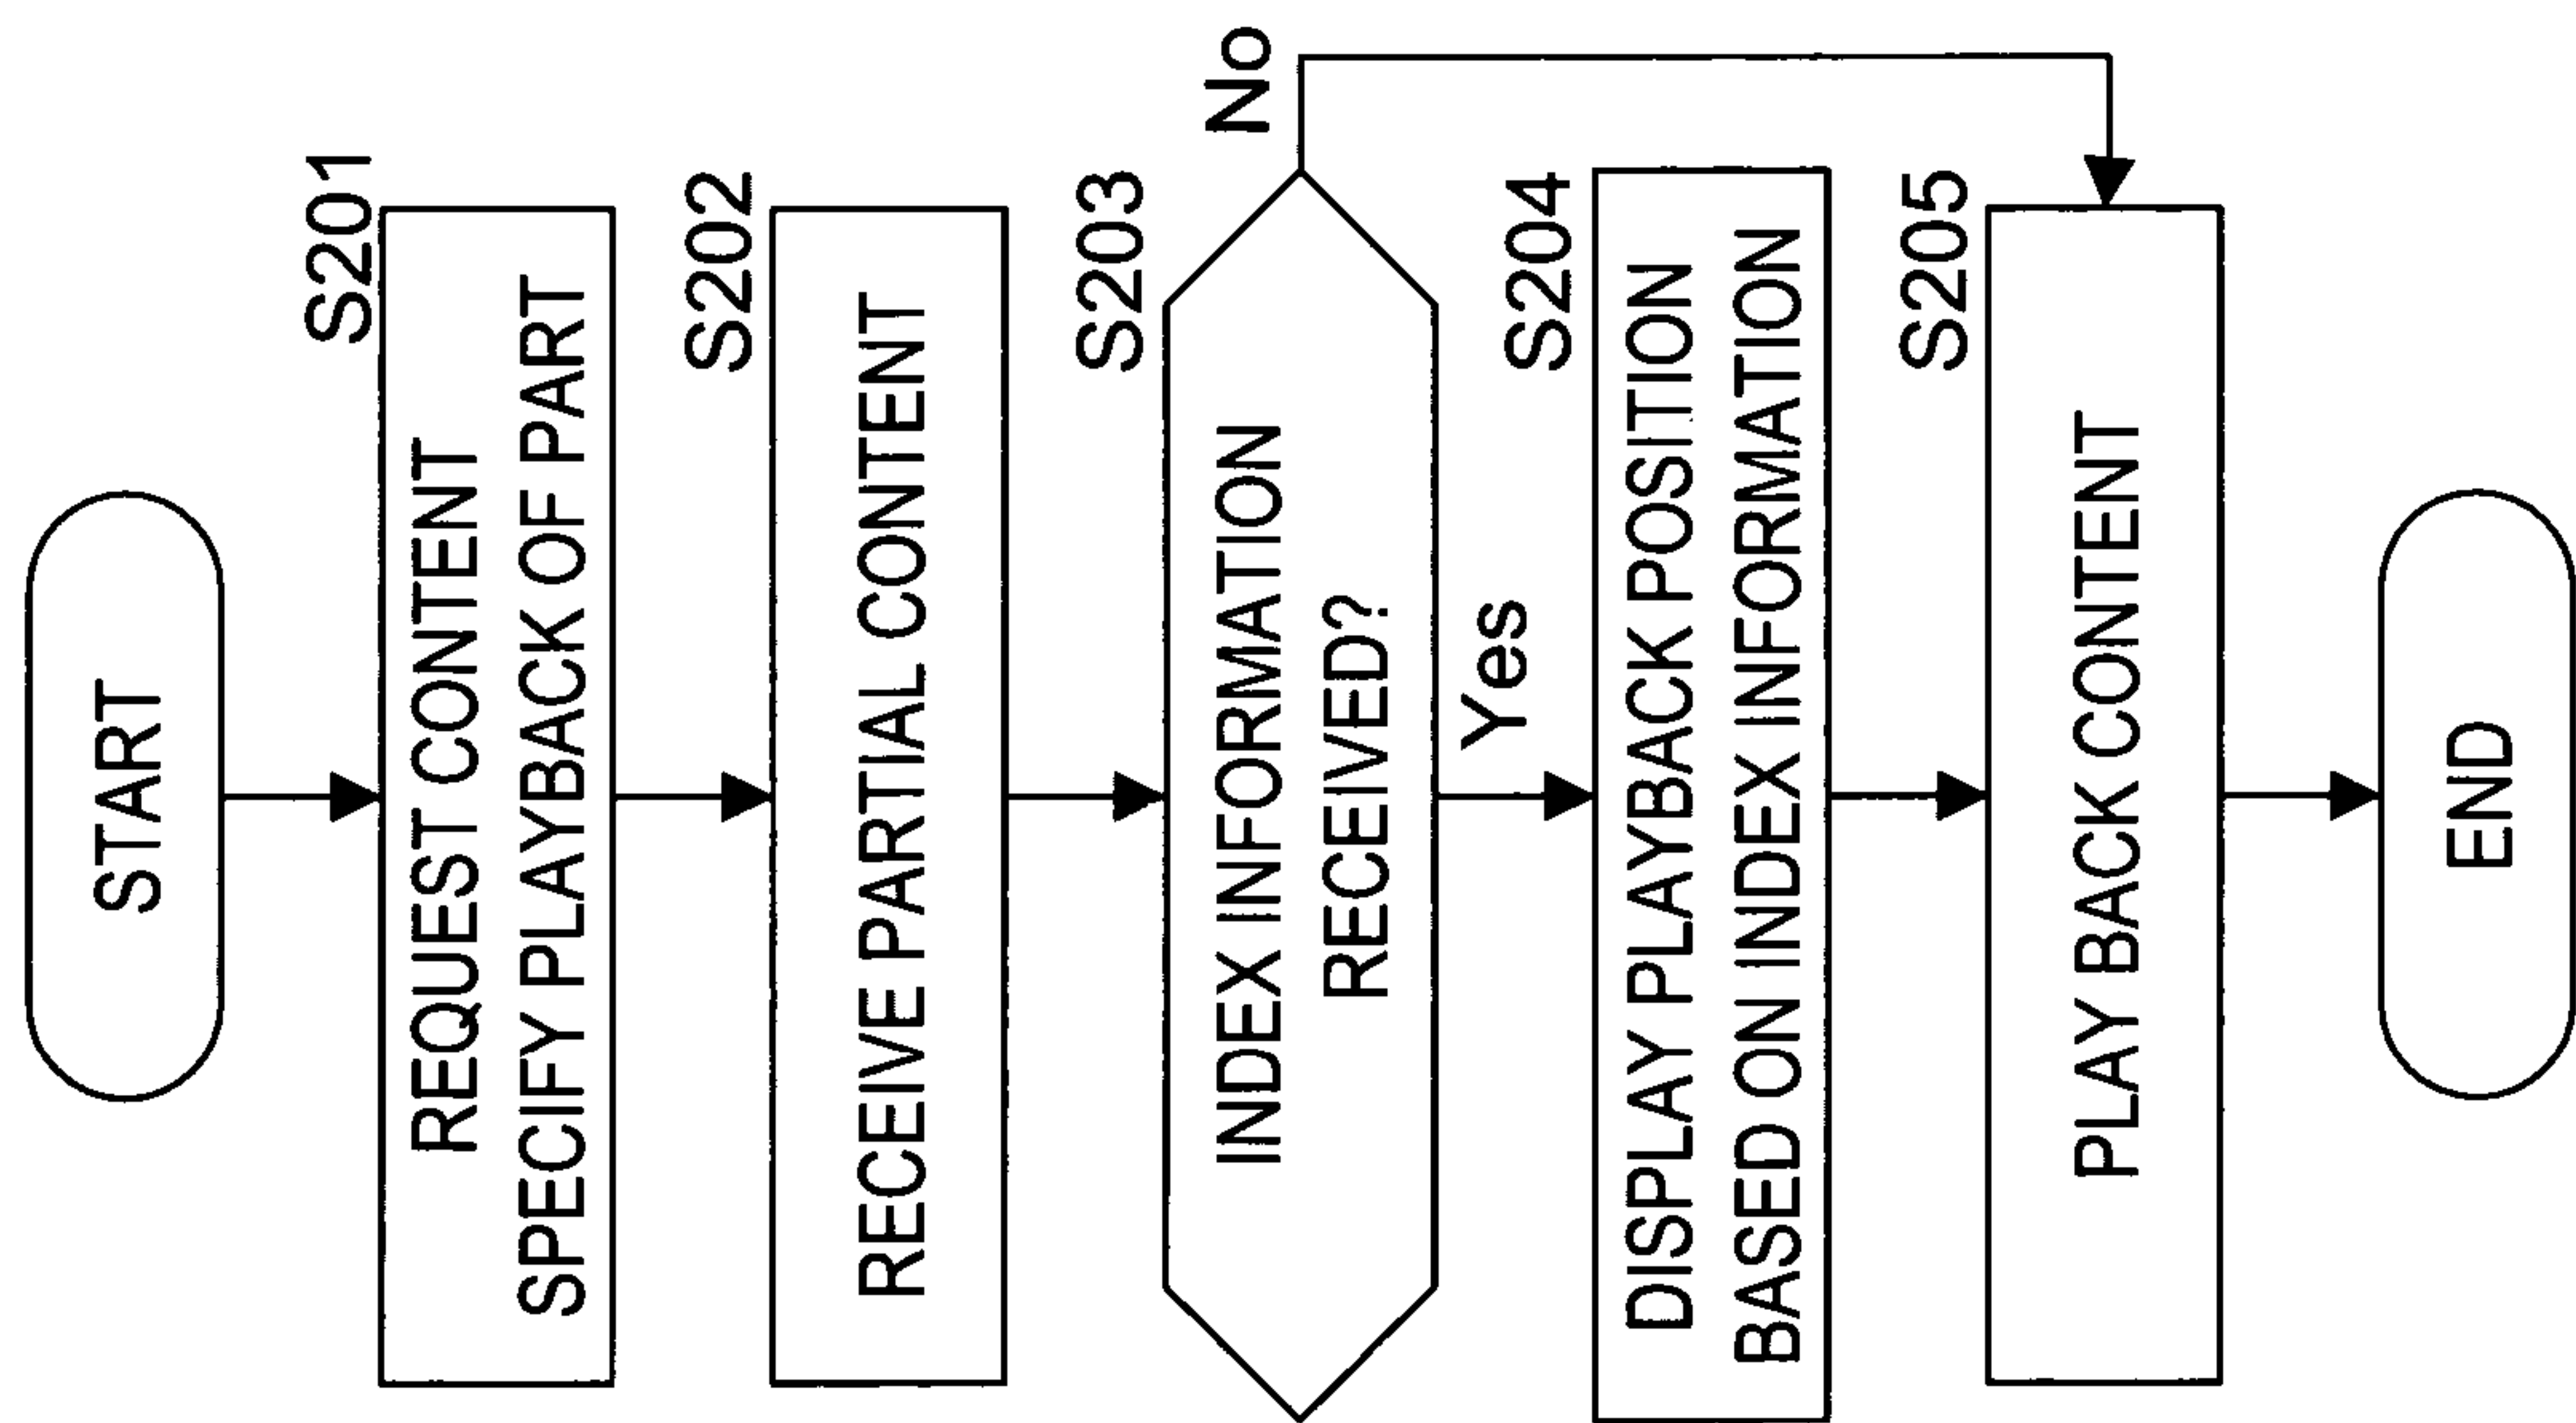 START
S201
REQUEST CONTENT
SPECIFY PLAYBACK OF PART
S202
RECEIVE PARTIAL CONTENT
S203
INDEX INFORMATION
RECEIVED?
No
Yes
S204
DISPLAY PLAYBACK POSITION
BASED ON INDEX INFORMATION
S205
PLAY BACK CONTENT
END